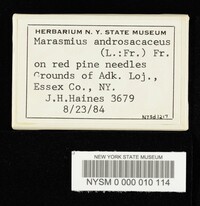 HERBARIUM N. Y. STATE MUSEUM
Marasmius androsacaceus
(L.:Fr.) Fr.
on red pine needles
Grounds of Adk. Loj.,
Essex Co., NY.
J.H.Haines 3679
8/23/84
NEW YORK STATE MUSEUM
NYSM 0 000 010 114